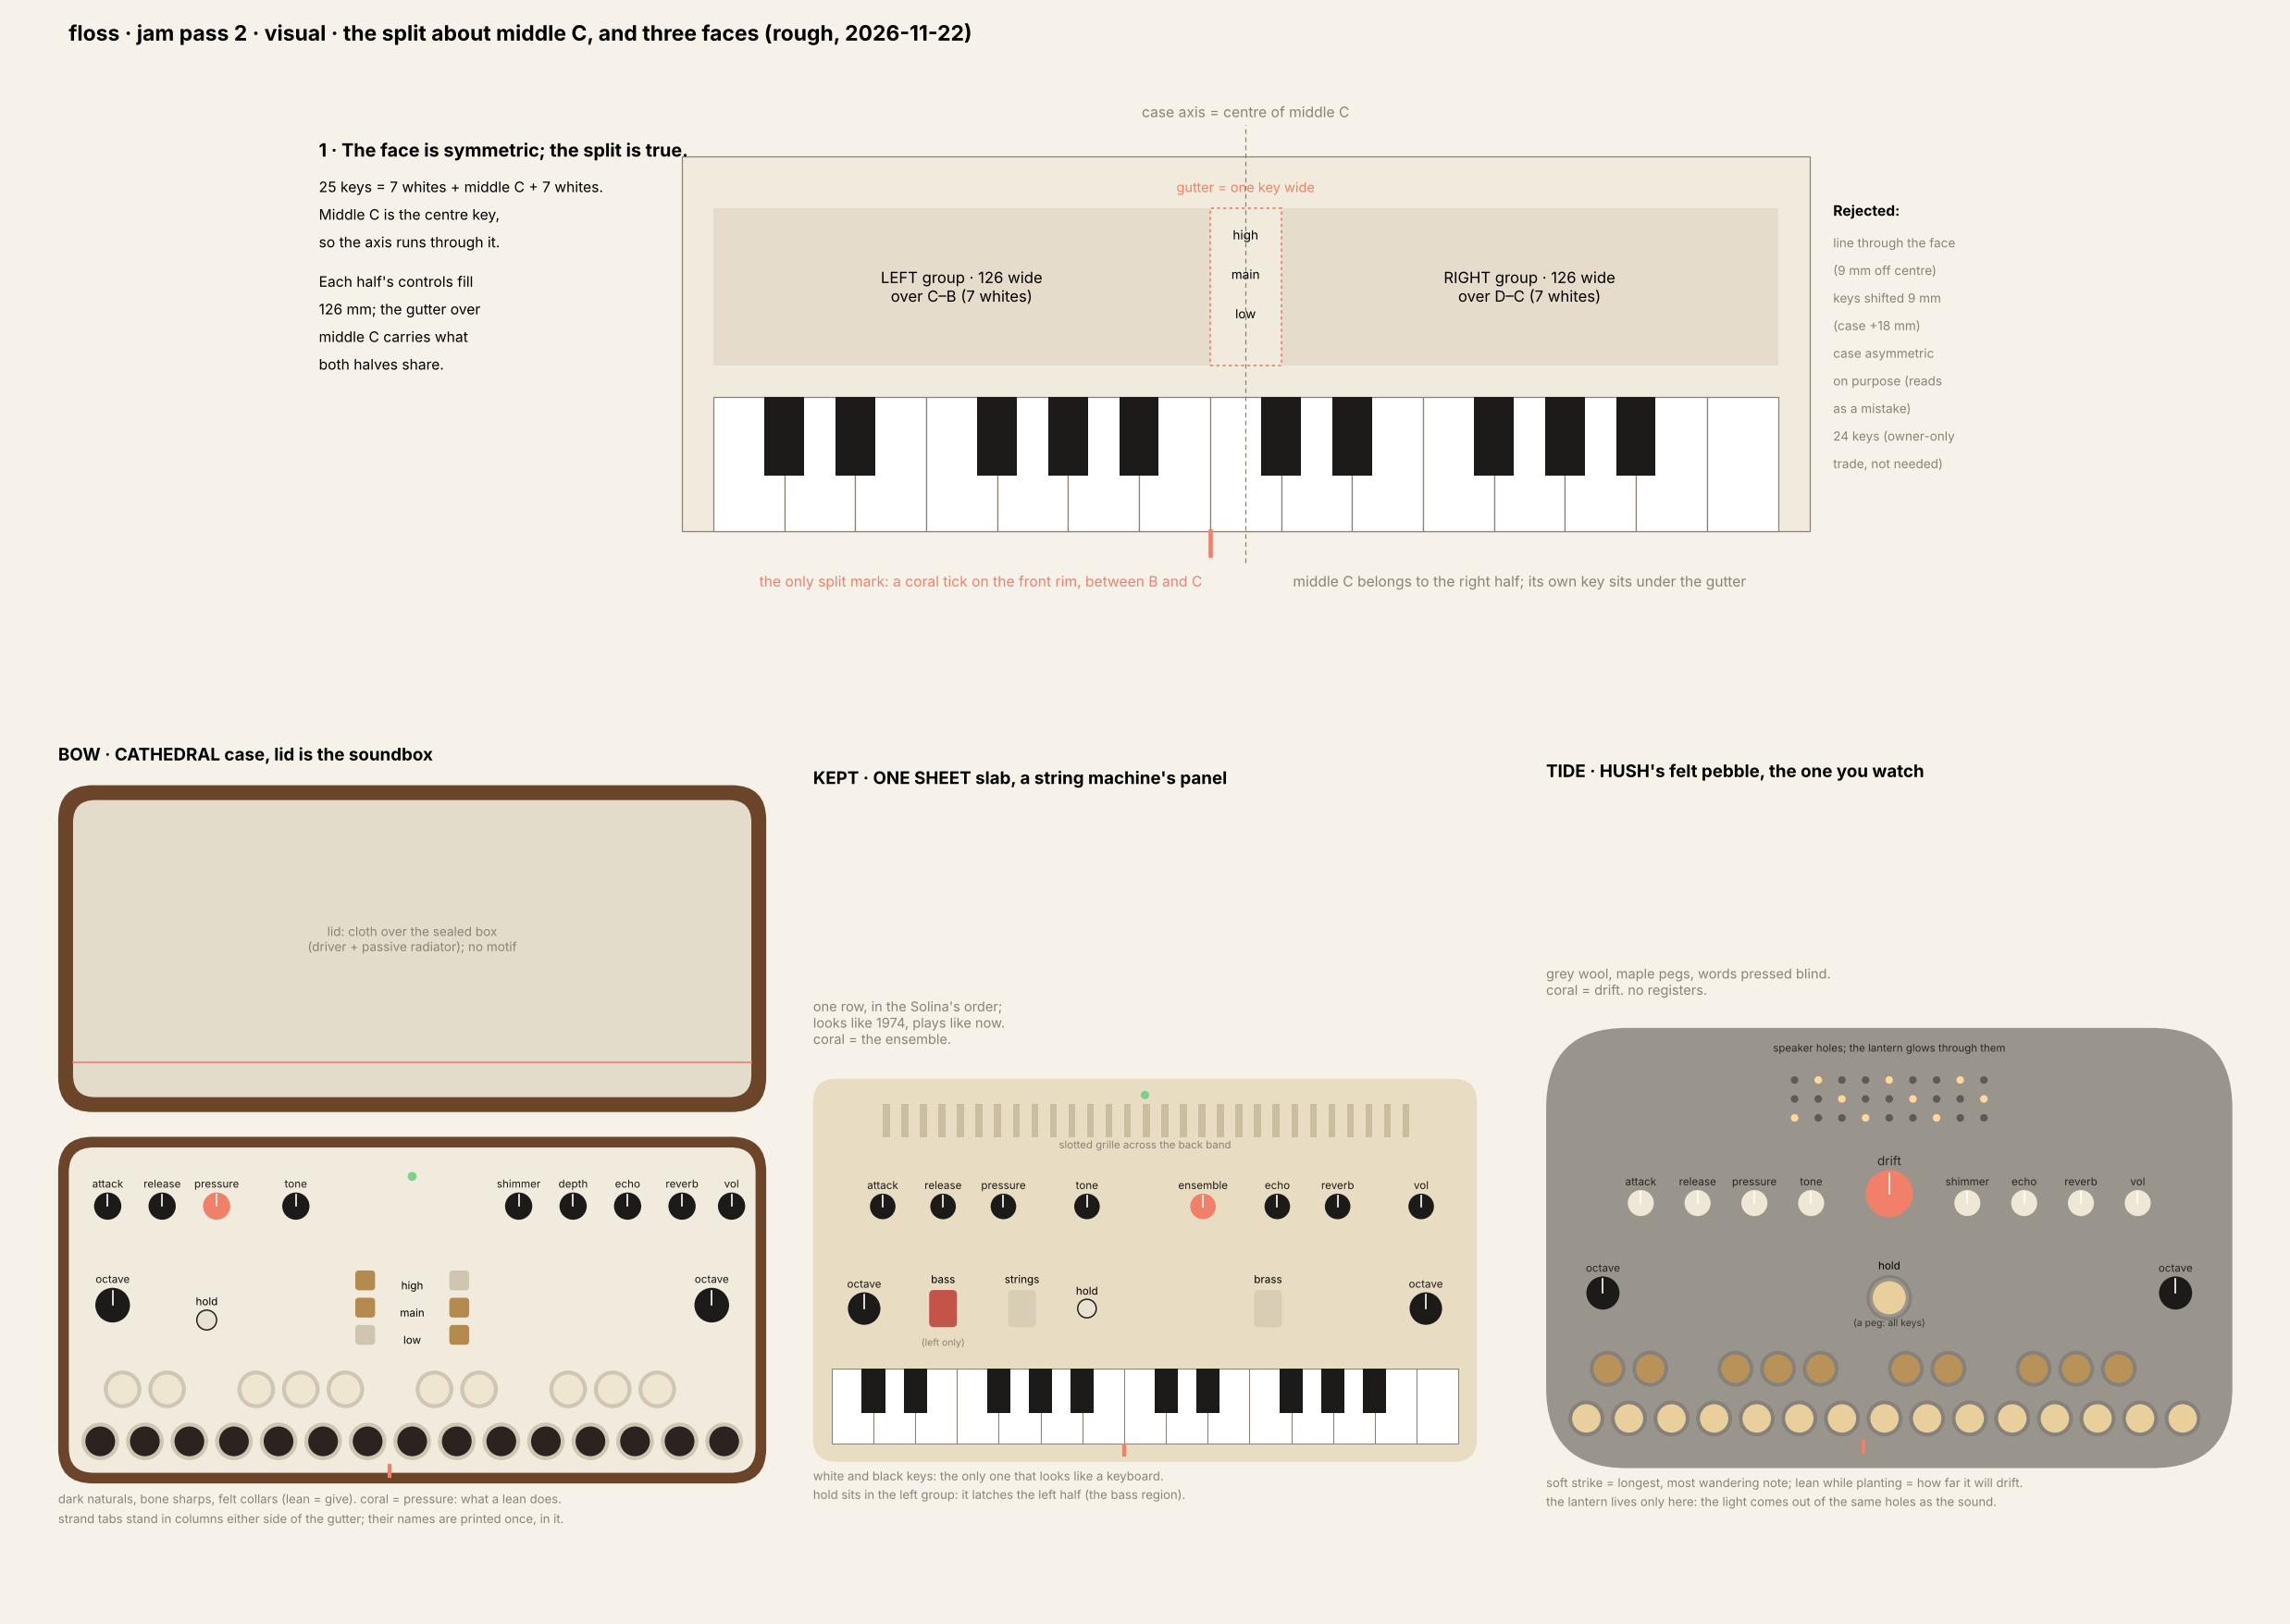 floss · jam pass 2 · visual · the split about middle C, and three faces (rough, 2026-11-22)
case axis = centre of middle C
1 · The face is symmetric; the split is true.
25 keys = 7 whites + middle C + 7 whites.
Middle C is the centre key,
so the axis runs through it.
Each half's controls fill
126 mm; the gutter over
middle C carries what
both halves share.
gutter = one key wide
LEFT group · 126 wide
over C–B (7 whites)
high
main
low
RIGHT group · 126 wide
over D–C (7 whites)
Rejected:
line through the face
(9 mm off centre)
keys shifted 9 mm
(case +18 mm)
case asymmetric
on purpose (reads
as a mistake)
24 keys (owner-only
trade, not needed)
the only split mark: a coral tick on the front rim, between B and C
middle C belongs to the right half; its own key sits under the gutter
BOW · CATHEDRAL case, lid is the soundbox
lid: cloth over the sealed box
(driver + passive radiator); no motif
attack release pressure tone shimmer depth echo reverb vol
octave hold octave
high
main
low
dark naturals, bone sharps, felt collars (lean = give). coral = pressure: what a lean does.
strand tabs stand in columns either side of the gutter; their names are printed once, in it.
KEPT · ONE SHEET slab, a string machine's panel
one row, in the Solina's order;
looks like 1974, plays like now.
coral = the ensemble.
slotted grille across the back band
attack release pressure tone ensemble echo reverb vol
octave bass strings hold brass octave
(left only)
white and black keys: the only one that looks like a keyboard.
hold sits in the left group: it latches the left half (the bass region).
TIDE · HUSH's felt pebble, the one you watch
grey wool, maple pegs, words pressed blind.
coral = drift. no registers.
speaker holes; the lantern glows through them
drift
attack release pressure tone shimmer echo reverb vol
octave hold octave
(a peg: all keys)
soft strike = longest, most wandering note; lean while planting = how far it will drift.
the lantern lives only here: the light comes out of the same holes as the sound.